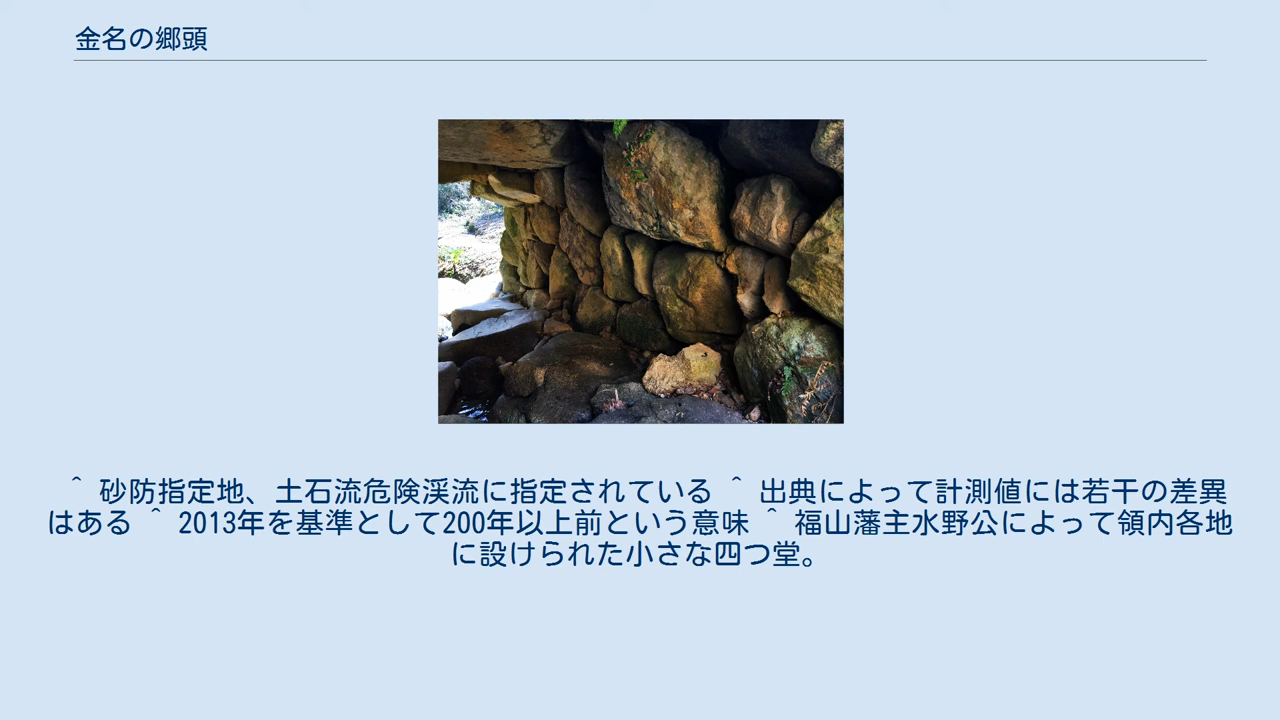 金名の郷頭
^ 砂防指定地、土石流危険渓流に指定されている ^ 出典によって計測値には若干の差異
はある ^ 2013年を基準として200年以上前という意味 ^ 福山藩主水野公によって領内各地
に設けられた小さな四つ堂。